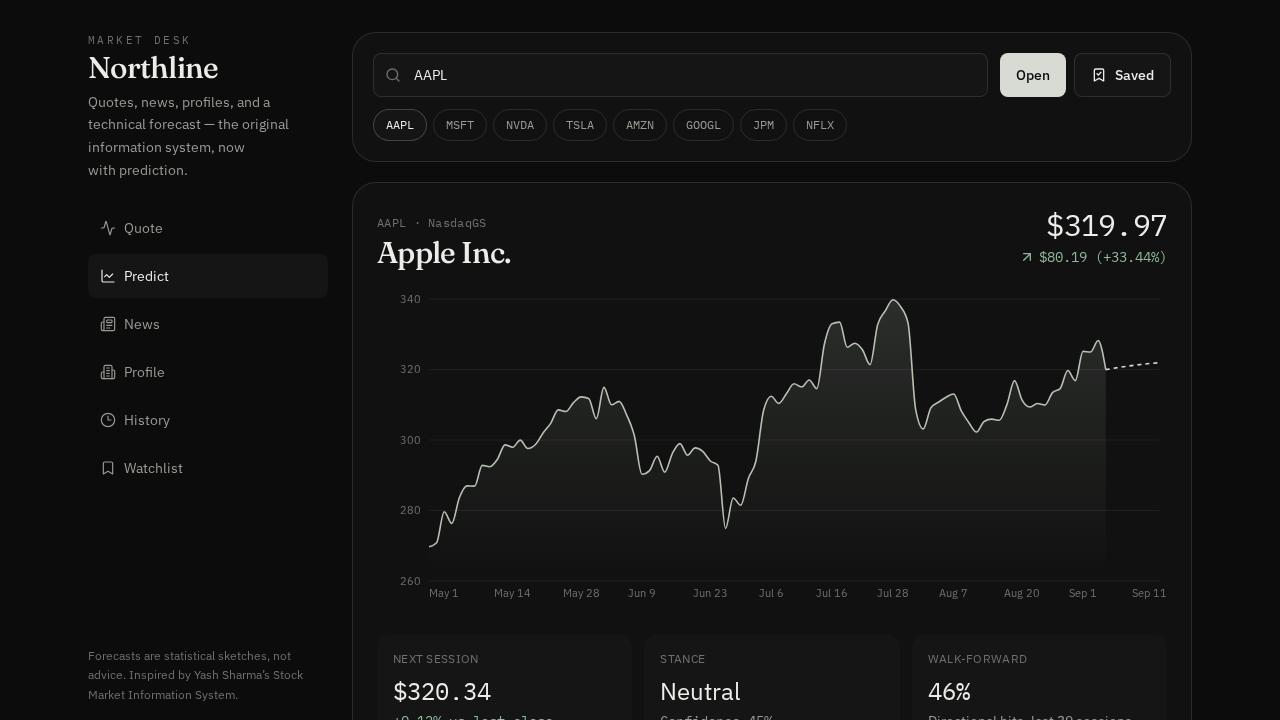 MARKET DESK
Northline
Quotes, news, profiles, and a
technical forecast — the original
information system, now
with prediction.
Quote
Predict
News
Profile
History
Watchlist
Forecasts are statistical sketches, not
advice. Inspired by Yash Sharma's Stock
Market Information System.
AAPL
Open
Saved
AAPL MSFT NVDA TSLA AMZN GOOGL JPM NFLX
AAPL · NasdaqGS
Apple Inc.
$319.97
$80.19 (+33.44%)
340
320
300
280
260
May 1 May 14 May 28 Jun 9 Jun 23 Jul 6 Jul 16 Jul 28 Aug 7 Aug 20 Sep 1 Sep 11
NEXT SESSION
$320.34
STANCE
Neutral
WALK-FORWARD
46%